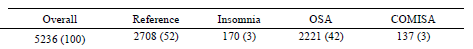 Overall Reference Insomnia OSA COMISA
5236 (100) 2708 (52) 170 (3) 2221 (42) 137 (3)